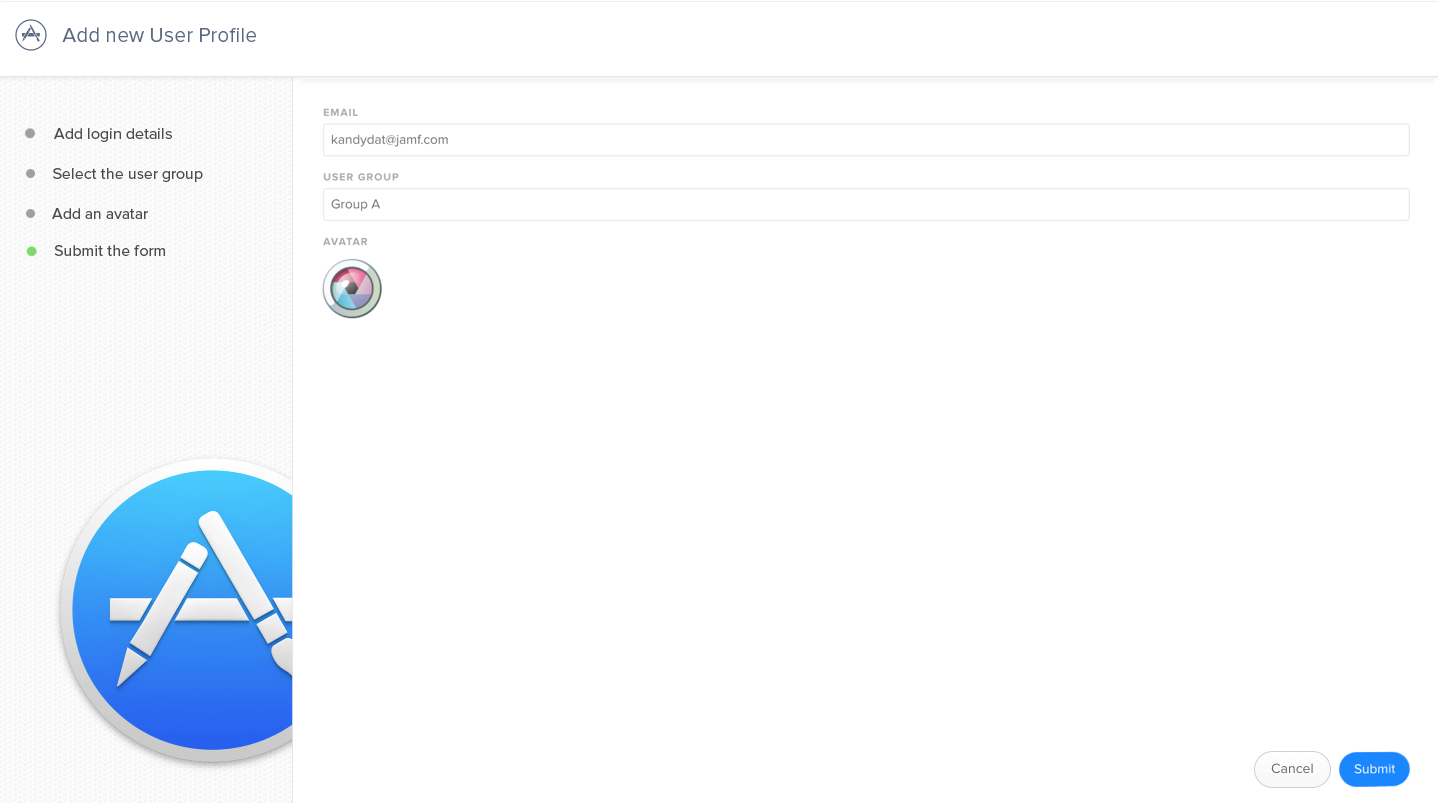 Add new User Profile
Add login details
Select the user group
Add an avatar
Submit the form
EMAIL
kandydat@jamf.com
USER GROUP
Group A
AVATAR
Cancel
Submit